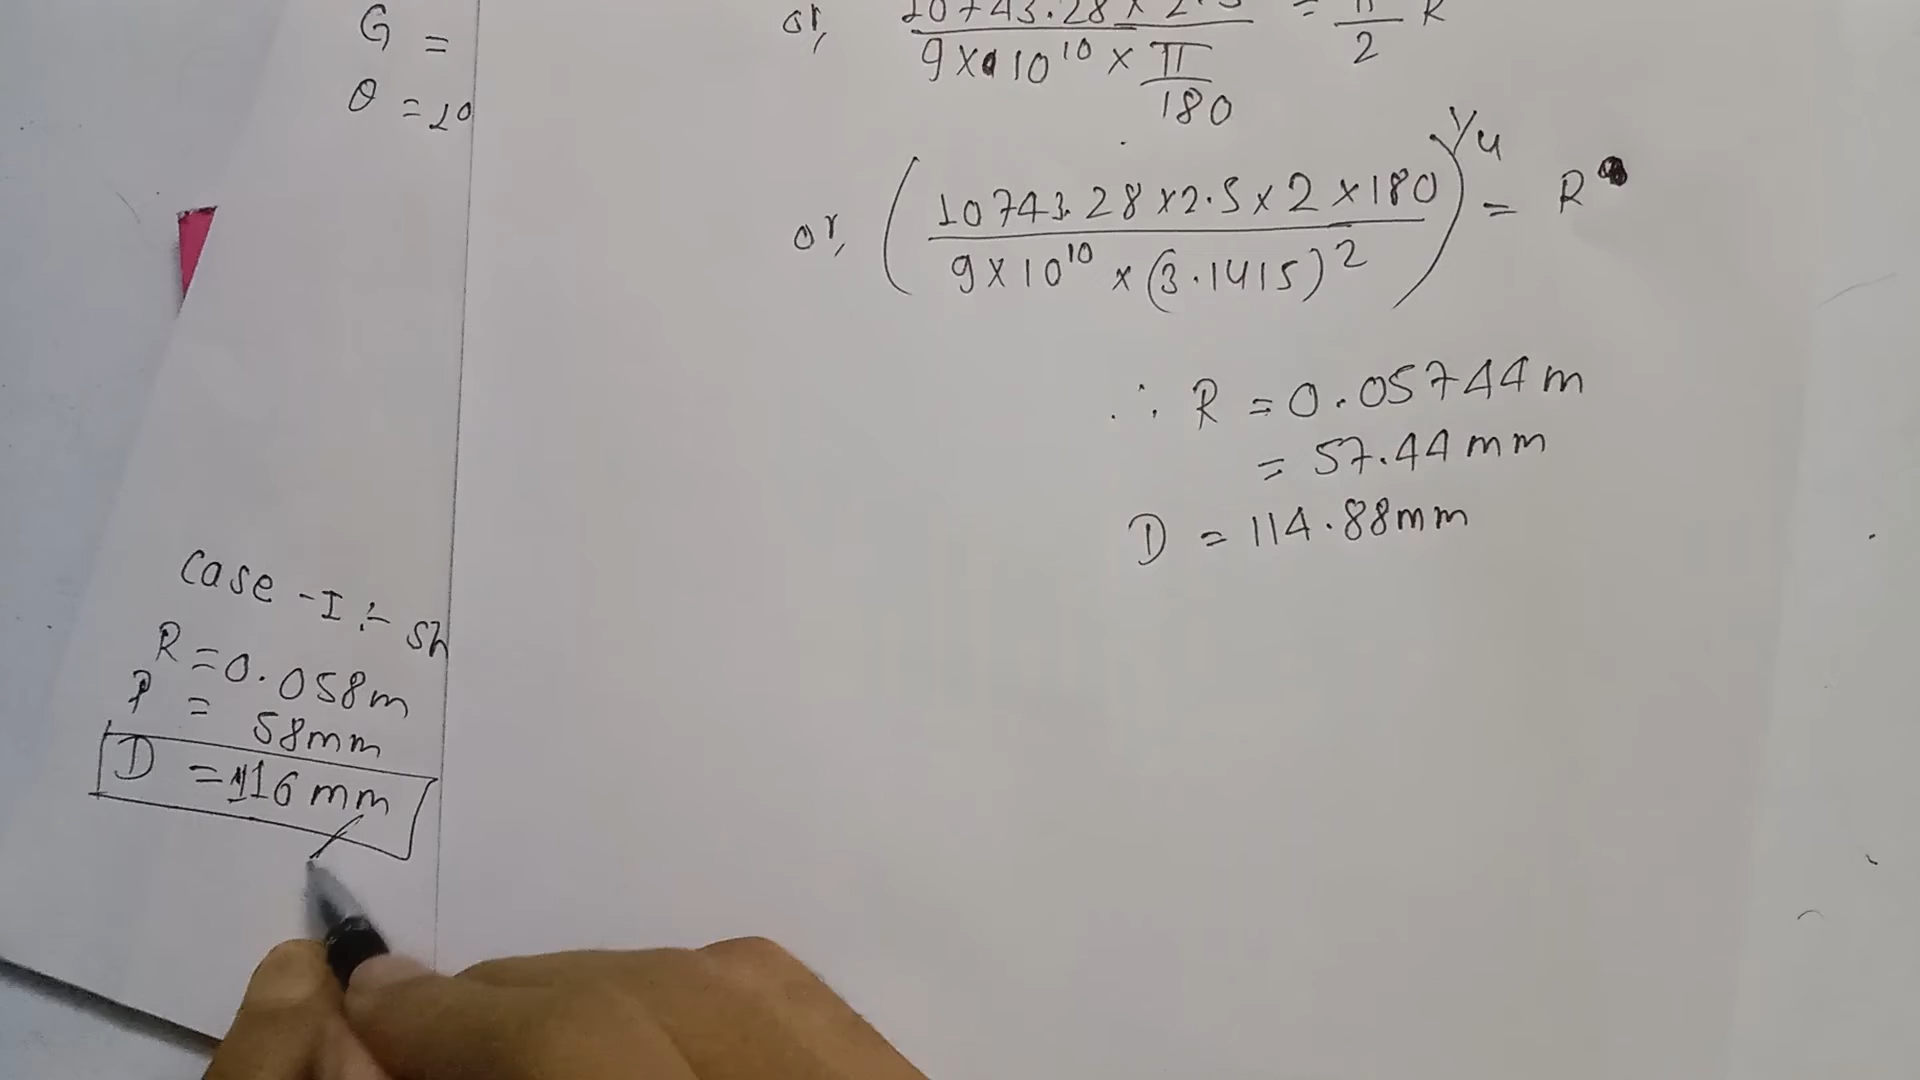 G =
θ = 10
or, 10743.28 × 2.5 / 9 × 10^10 × π/180 = π/2 R
or, (10743.28 × 2.5 × 2 × 180 / 9 × 10^10 × (3.1415)^2)^1/4 = R
∴ R = 0.05744 m
= 57.44 mm
D = 114.88 mm
Case - I :- Sh
R = 0.058 m
= 58 mm
D = 116 mm